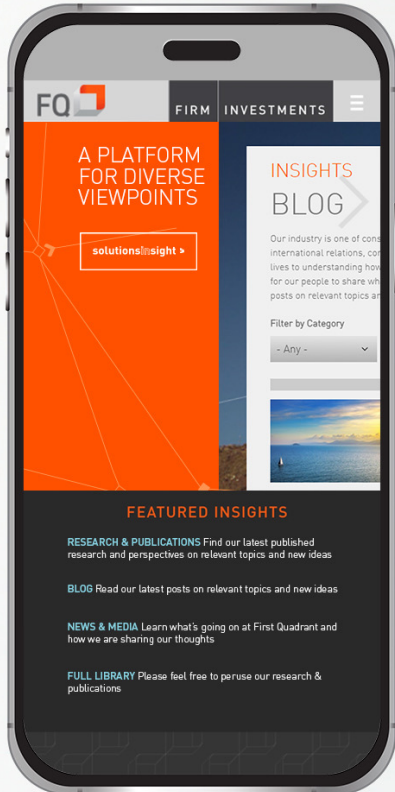 FQ
FIRM
INVESTMENTS
A PLATFORM
FOR DIVERSE
VIEWPOINTS
solutionsinsight »
INSIGHTS
BLOG
Our industry is one of cons
international relations, co
lives to understanding how
for our people to share wh
posts on relevant topics a
Filter by Category
- Any -
FEATURED INSIGHTS
RESEARCH & PUBLICATIONS Find our latest published
research and perspectives on relevant topics and new ideas
BLOG Read our latest posts on relevant topics and new ideas
NEWS & MEDIA Learn what's going on at First Quadrant and
how we are sharing our thoughts
FULL LIBRARY Please feel free to peruse our research &
publications